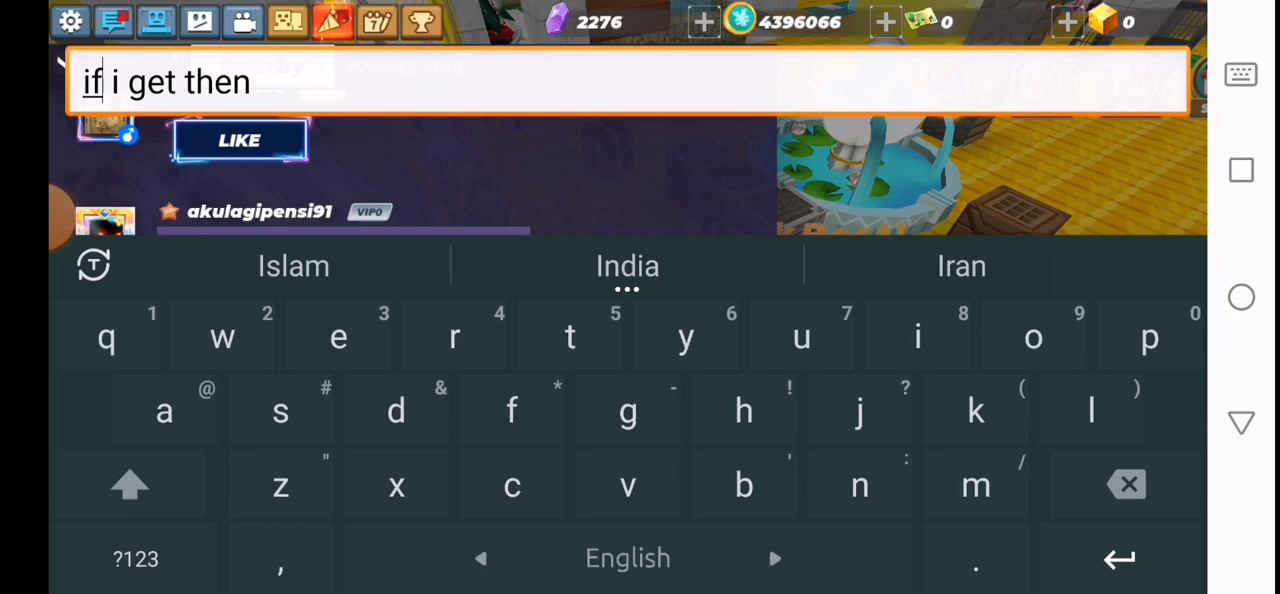 2276 4396066 0 0
if i get then
LIKE
akulagipensi91 VIP0
Islam India Iran
1 2 3 4 5 6 7 8 9 0
q w e r t y u i o p
@ # & * - ! ? ( )
a s d f g h j k l
" ' : /
z x c v b n m
?123 , English .